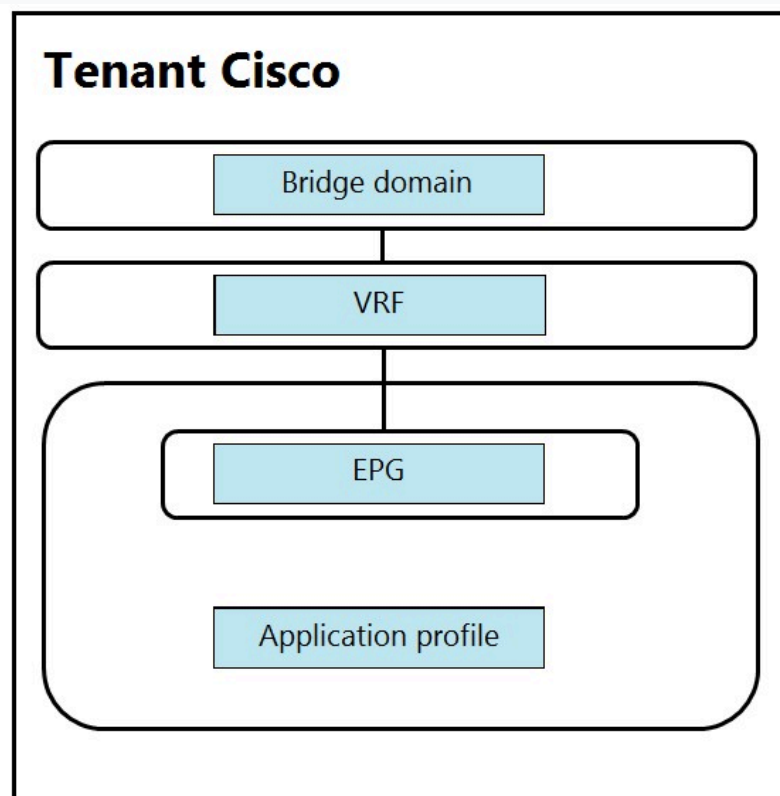 Tenant Cisco
Bridge domain
VRF
EPG
Application profile